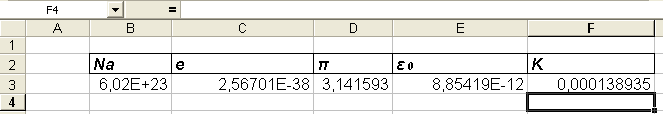 F4 =
A B C D E F
1
2 Na e π ε₀ K
3 6,02E+23 2,56701E-38 3,141593 8,85419E-12 0,000138935
4